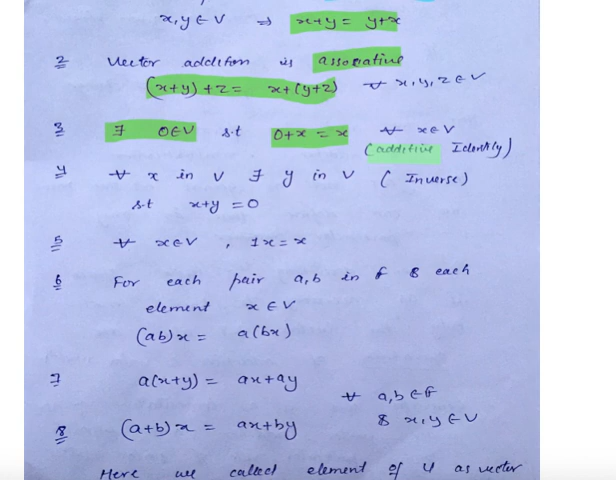 x, y ∈ V ⇒ x+y = y+x
2 Vector addition is associative
(x+y)+z = x+(y+z) ∀ x,y,z ∈ V
3 ∃ 0∈V s.t 0+x = x ∀ x∈V
(additive Identity)
4 ∀ x in V ∃ y in V (Inverse)
s.t x+y = 0
5 ∀ x∈V , 1x = x
6 For each pair a,b in F & each
element x ∈ V
(ab)x = a(bx)
7 a(x+y) = ax+ay
∀ a,b ∈ F
8 (a+b)x = ax+by
& x,y ∈ V
Here we called element of V as vector